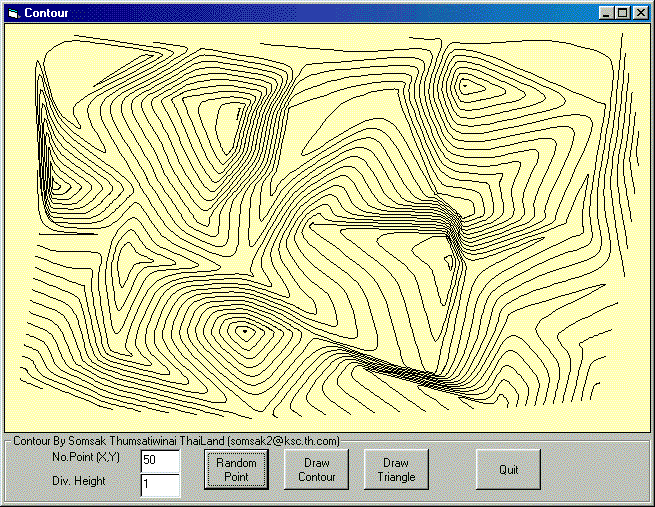 Contour
Contour By Somsak Thumsatiwinai ThaiLand (somsak2@ksc.th.com)
No.Point (X,Y)
50
Div. Height
1
Random
Point
Draw
Contour
Draw
Triangle
Quit